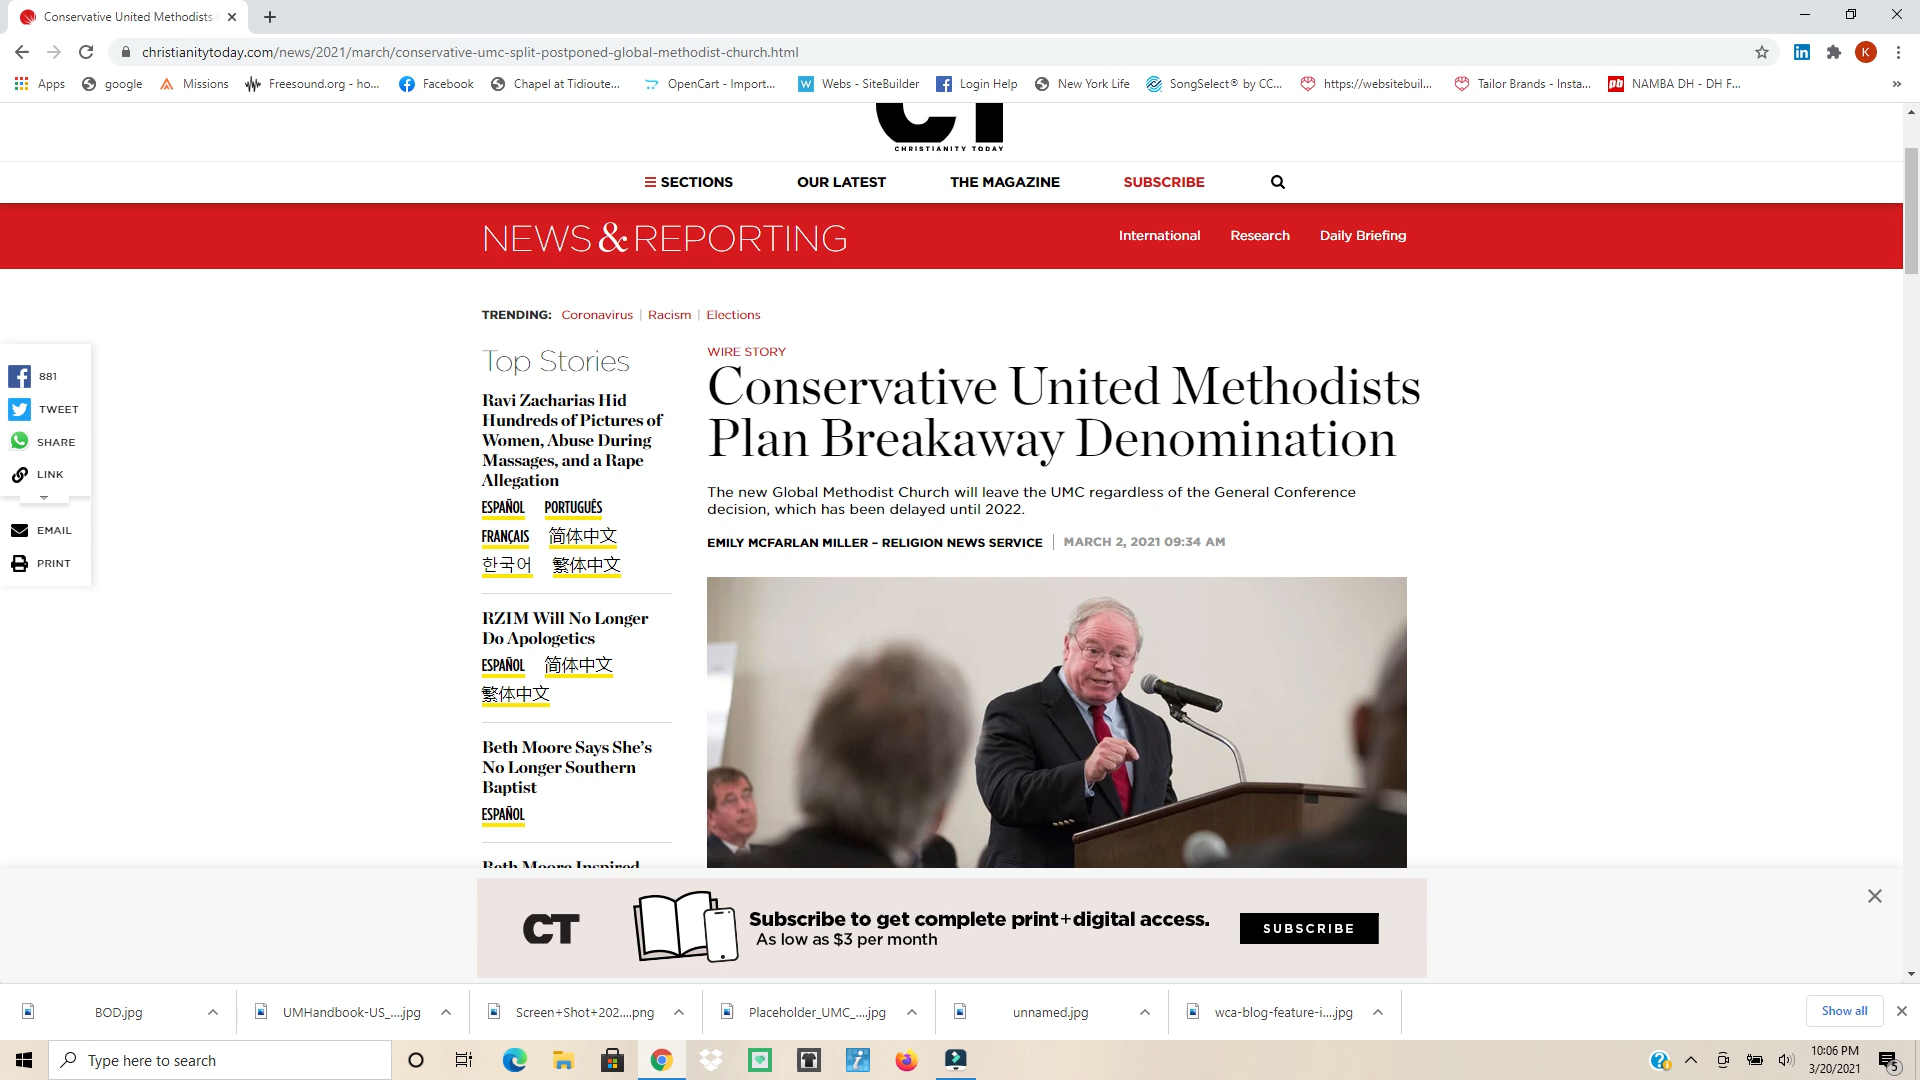 Conservative United Methodists
christianitytoday.com/news/2021/march/conservative-umc-split-postponed-global-methodist-church.html
K
Apps google Missions Freesound.org - ho... Facebook Chapel at Tidioute... OpenCart - Import... Webs - SiteBuilder Login Help New York Life SongSelect® by CC... https://websitebuil... Tailor Brands - Insta... NAMBA DH - DH F... »
CT
CHRISTIANITY TODAY
SECTIONS OUR LATEST THE MAGAZINE SUBSCRIBE
NEWS & REPORTING International Research Daily Briefing
TRENDING: Coronavirus | Racism | Elections
881
TWEET
SHARE
LINK
EMAIL
PRINT
Top Stories
Ravi Zacharias Hid
Hundreds of Pictures of
Women, Abuse During
Massages, and a Rape
Allegation
ESPAÑOL PORTUGUÊS
FRANÇAIS 简体中文
한국어 繁体中文
RZIM Will No Longer
Do Apologetics
ESPAÑOL 简体中文
繁体中文
Beth Moore Says She's
No Longer Southern
Baptist
ESPAÑOL
Beth Moore Inspired
WIRE STORY
Conservative United Methodists
Plan Breakaway Denomination
The new Global Methodist Church will leave the UMC regardless of the General Conference
decision, which has been delayed until 2022.
EMILY MCFARLAN MILLER – RELIGION NEWS SERVICE | MARCH 2, 2021 09:34 AM
CT
Subscribe to get complete print+digital access.
As low as $3 per month
SUBSCRIBE
BOD.jpg UMHandbook-US_....jpg Screen+Shot+202....png Placeholder_UMC_....jpg unnamed.jpg wca-blog-feature-i....jpg Show all
Type here to search
10:06 PM
3/20/2021
5